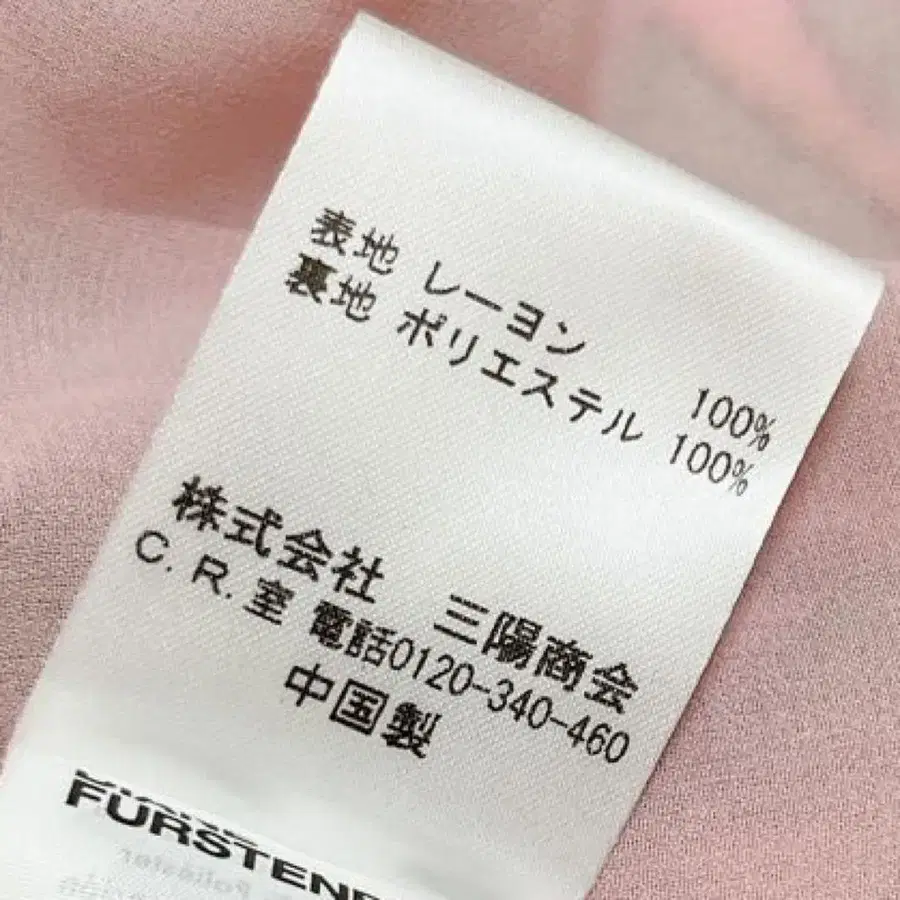 表地 レーヨン 100%
裏地 ポリエステル 100%
株式会社 三陽商会
C.R.室 電話0120-340-460
中国製